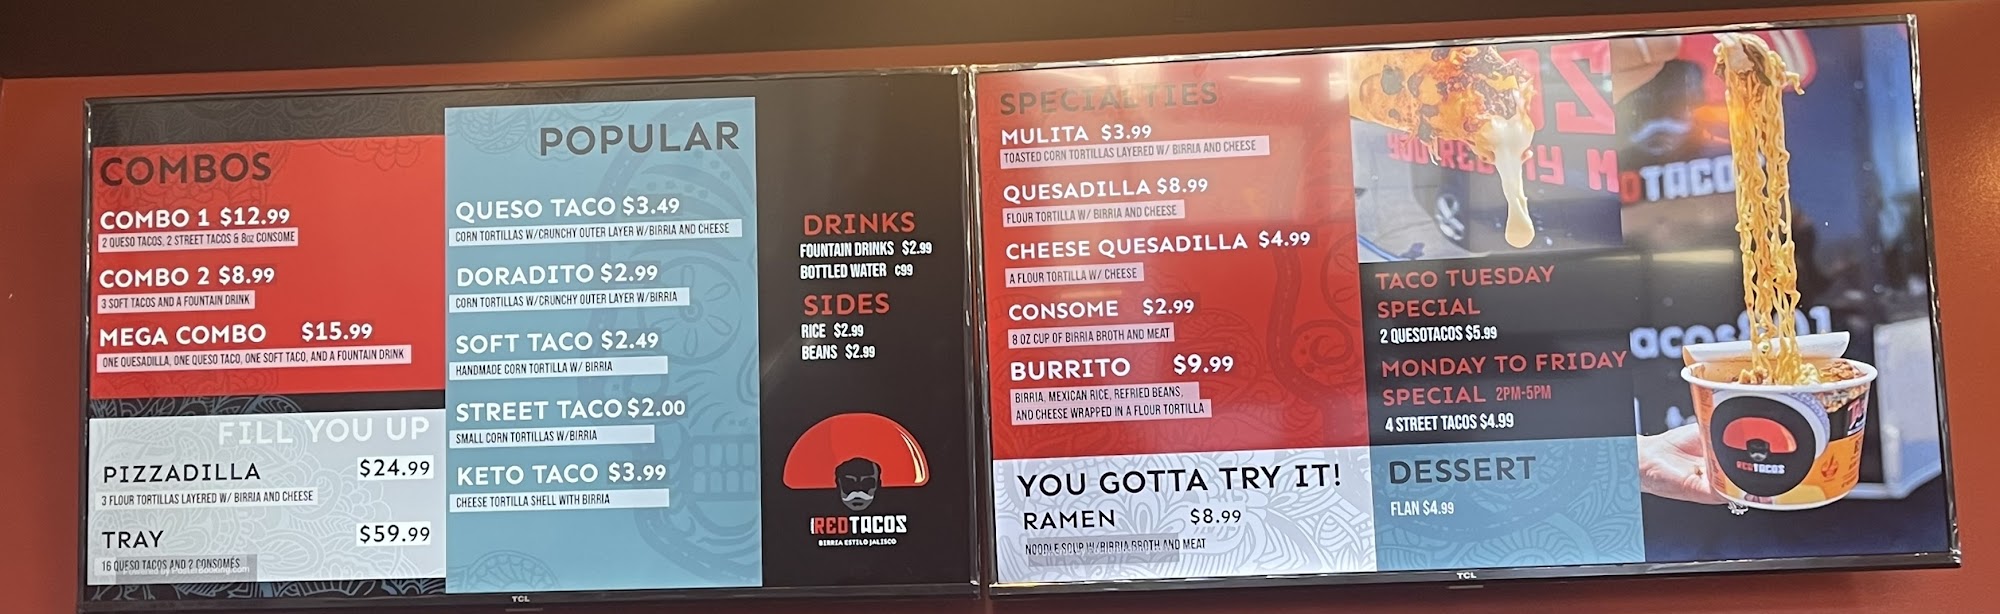 COMBOS
COMBO 1 $12.99
2 QUESO TACOS, 2 STREET TACOS & 8oz CONSOME
COMBO 2 $8.99
3 SOFT TACOS AND A FOUNTAIN DRINK
MEGA COMBO $15.99
ONE QUESADILLA, ONE QUESO TACO, ONE SOFT TACO, AND A FOUNTAIN DRINK
FILL YOU UP
PIZZADILLA $24.99
3 FLOUR TORTILLAS LAYERED W/ BIRRIA AND CHEESE
TRAY $59.99
16 QUESO TACOS AND 2 CONSOMES
POPULAR
QUESO TACO $3.49
CORN TORTILLAS W/CRUNCHY OUTER LAYER W/BIRRIA AND CHEESE
DORADITO $2.99
CORN TORTILLAS W/CRUNCHY OUTER LAYER W/BIRRIA
SOFT TACO $2.49
HANDMADE CORN TORTILLA W/ BIRRIA
STREET TACO $2.00
SMALL CORN TORTILLAS W/BIRRIA
KETO TACO $3.99
CHEESE TORTILLA SHELL WITH BIRRIA
DRINKS
FOUNTAIN DRINKS $2.99
BOTTLED WATER ¢99
SIDES
RICE $2.99
BEANS $2.99
REDTACOS
BIRRIA ESTILO JALISCO
TCL
SPECIALTIES
MULITA $3.99
TOASTED CORN TORTILLAS LAYERED W/ BIRRIA AND CHEESE
QUESADILLA $8.99
FLOUR TORTILLA W/ BIRRIA AND CHEESE
CHEESE QUESADILLA $4.99
A FLOUR TORTILLA W/ CHEESE
CONSOME $2.99
8 OZ CUP OF BIRRIA BROTH AND MEAT
BURRITO $9.99
BIRRIA, MEXICAN RICE, REFRIED BEANS,
AND CHEESE WRAPPED IN A FLOUR TORTILLA
YOU GOTTA TRY IT!
RAMEN $8.99
NOODLE SOUP W/BIRRIA BROTH AND MEAT
TACO TUESDAY
SPECIAL
2 QUESOTACOS $5.99
MONDAY TO FRIDAY
SPECIAL 2PM-5PM
4 STREET TACOS $4.99
DESSERT
FLAN $4.99
REDTACOS
TCL